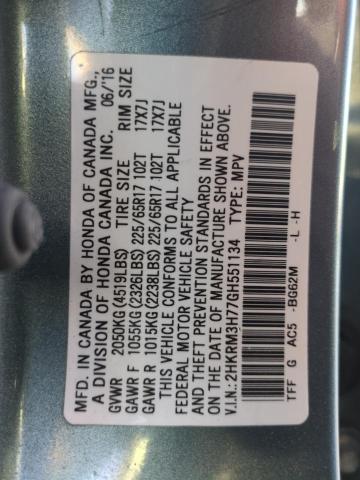 MFD. IN CANADA BY HONDA OF CANADA MFG.,
A DIVISION OF HONDA CANADA INC. 06/'16
GVWR 2050KG (4519LBS) TIRE SIZE RIM SIZE
GAWR F 1055KG (2326LBS) 225/65R17 102T 17X7J
GAWR R 1015KG (2238LBS) 225/65R17 102T 17X7J
THIS VEHICLE CONFORMS TO ALL APPLICABLE
FEDERAL MOTOR VEHICLE SAFETY
AND THEFT PREVENTION STANDARDS IN EFFECT
ON THE DATE OF MANUFACTURE SHOWN ABOVE.
V.I.N.: 2HKRM3H77GH551134 TYPE: MPV
TFF G AC5 -BG62M -L -H